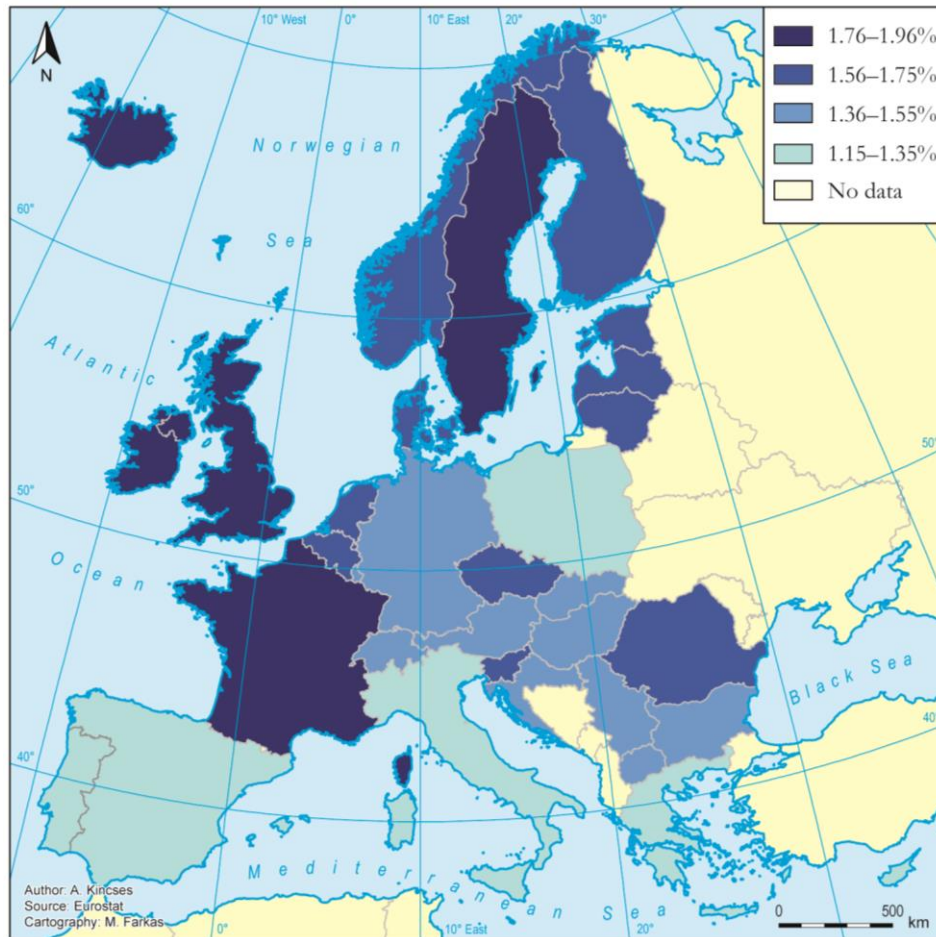 10° West
0°
10° East
20°
30°
N
1.76–1.96%
1.56–1.75%
1.36–1.55%
1.15–1.35%
No data
Norwegian
Sea
60°
Atlantic
50°
50°
Ocean
Black Sea
40°
40°
Mediterranean Sea
Author: A. Kincses
Source: Eurostat
Cartography: M. Farkas
0°
10° East
20°
0 500
km